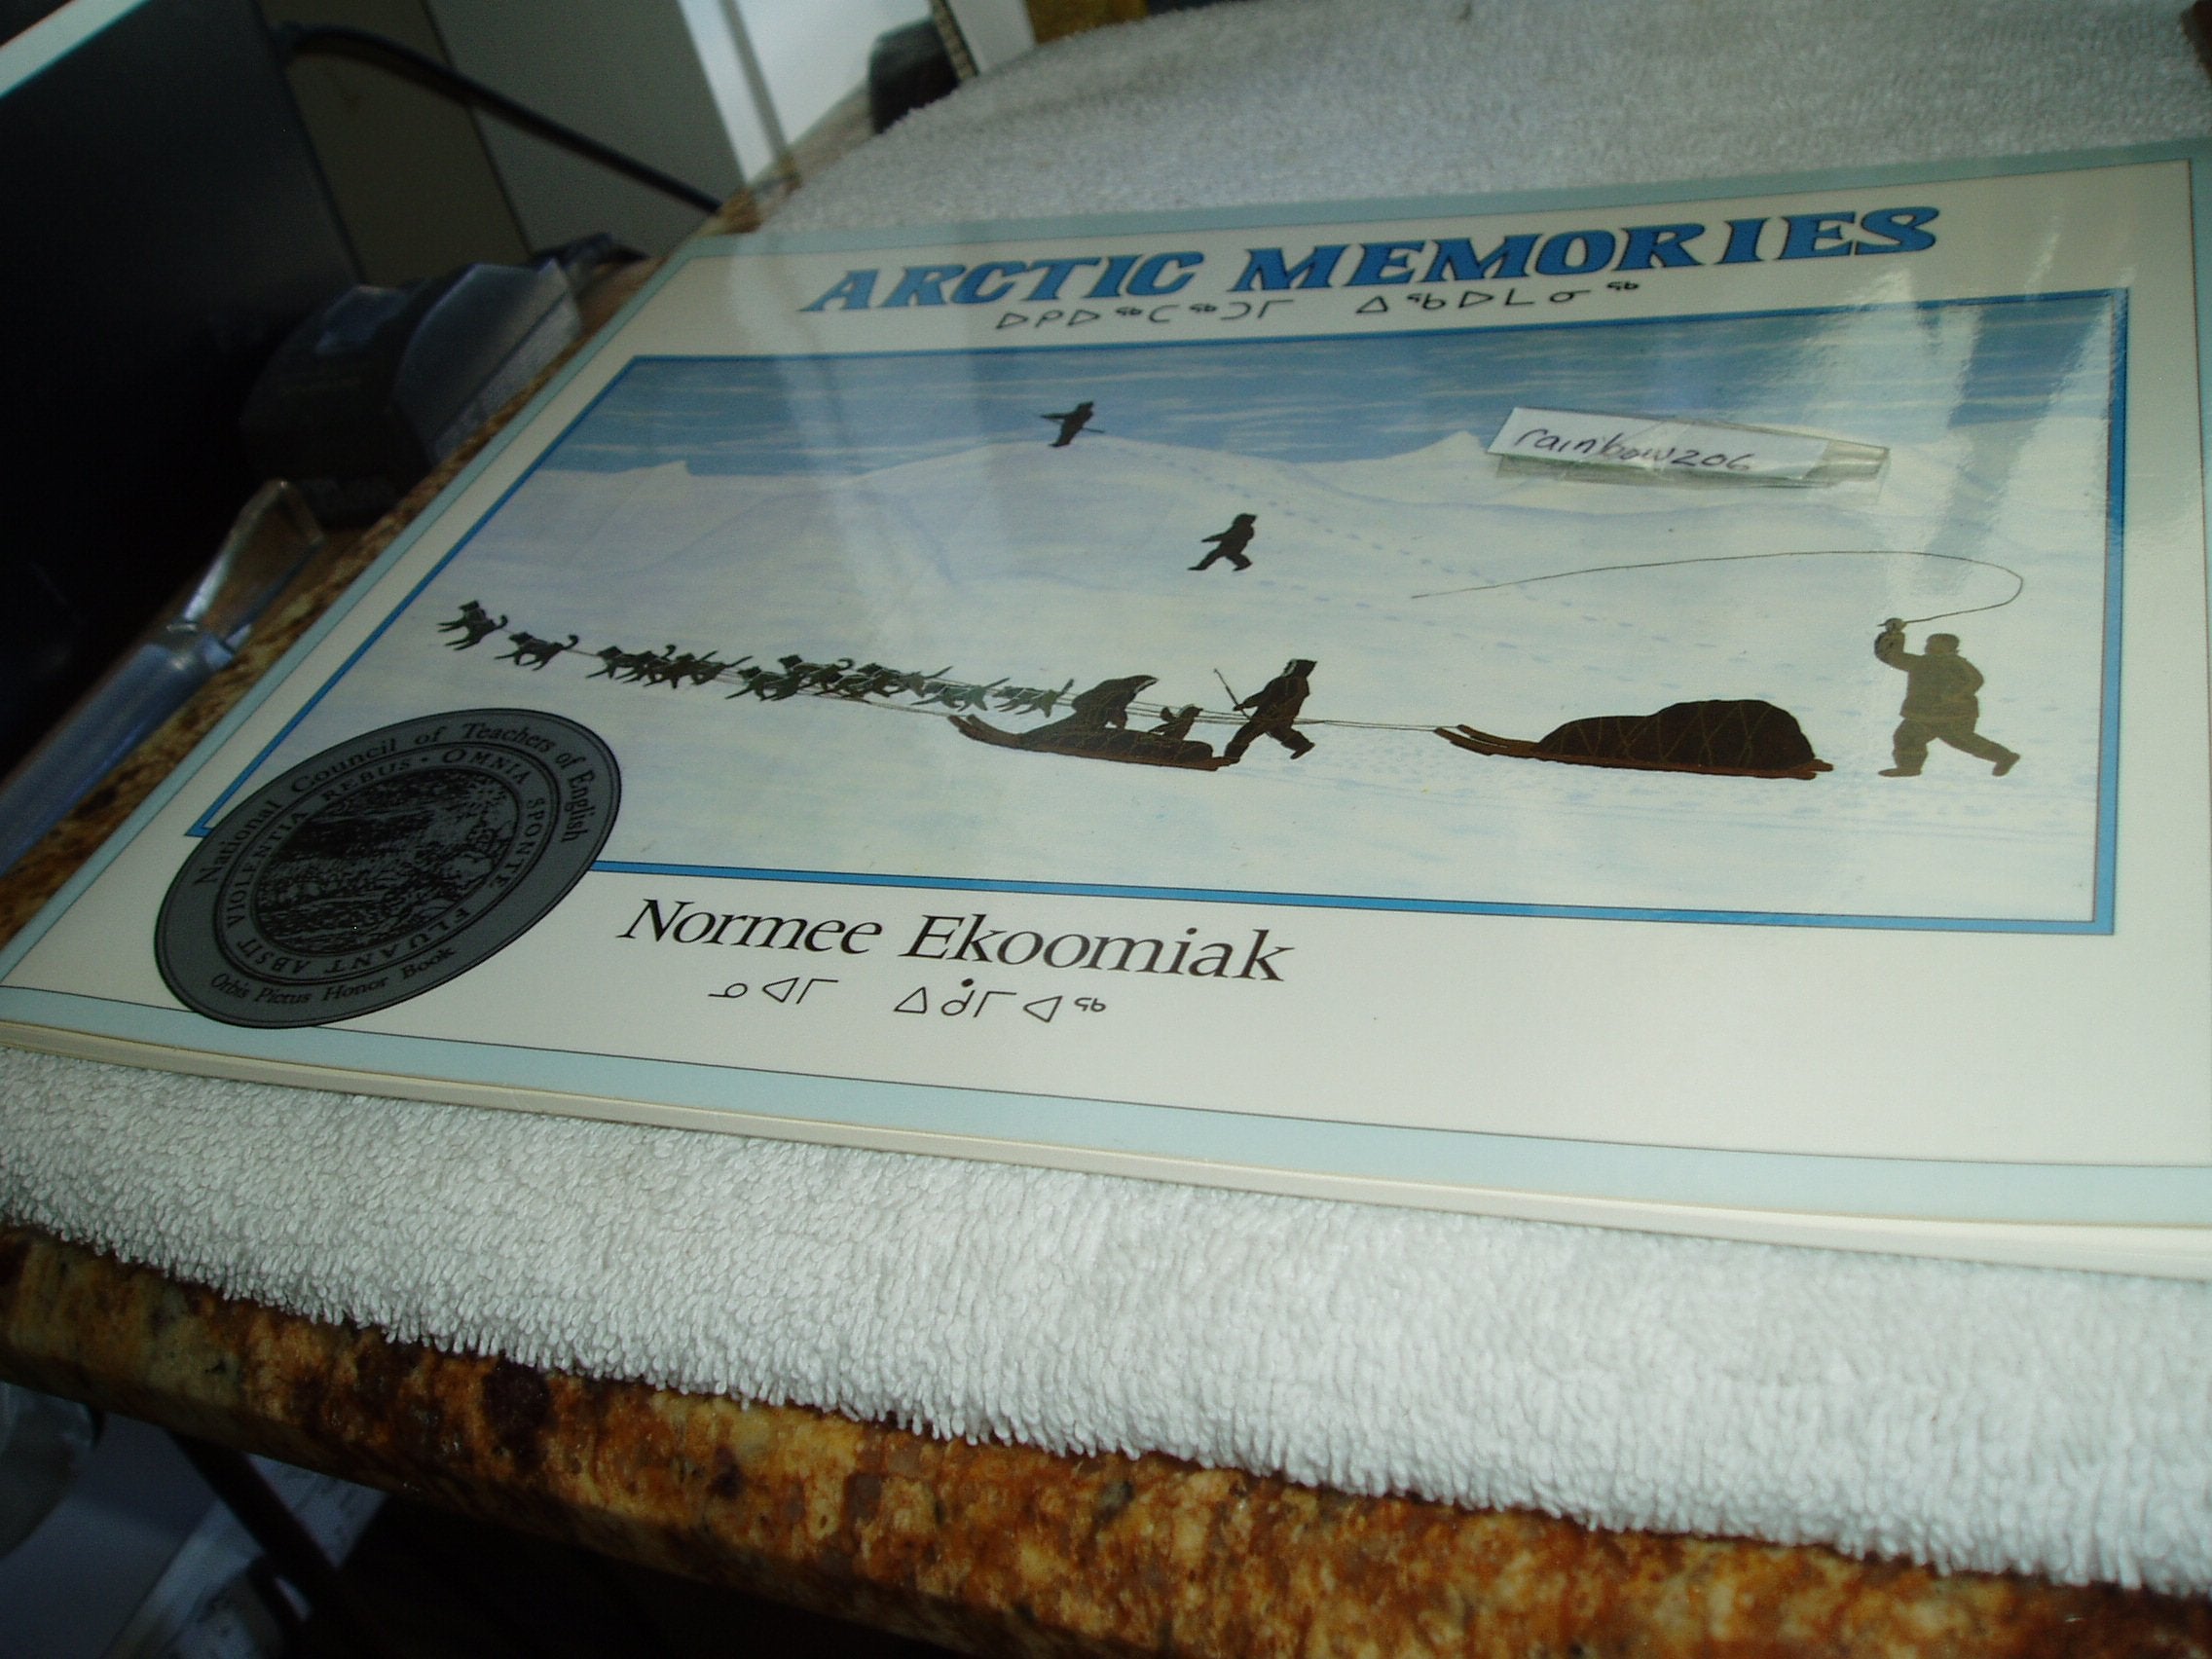 ARCTIC MEMORIES
ᐅᑭᐅᖅᑕᖅᑐᒥ ᐃᖃᐅᒪᓂᖅ
rainbow206
National Council of Teachers of English
OMNIA SPONTE FLUANT ABSIT VIOLENTIA REBUS •
Orbis Pictus Honor Book
Normee Ekoomiak
ᓄᐊᒥ ᐃᑰᒥᐊᖅ